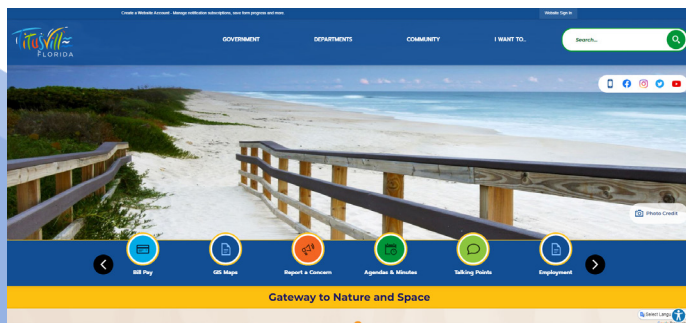 Create a Website Account - Manage notification subscriptions, save form progress and more
Website Sign In
Titusville
FLORIDA
GOVERNMENT
DEPARTMENTS
COMMUNITY
I WANT TO...
Search...
Photo Credit
Bill Pay
GIS Maps
Report a Concern
Agendas & Minutes
Talking Points
Employment
Gateway to Nature and Space
Select Langu